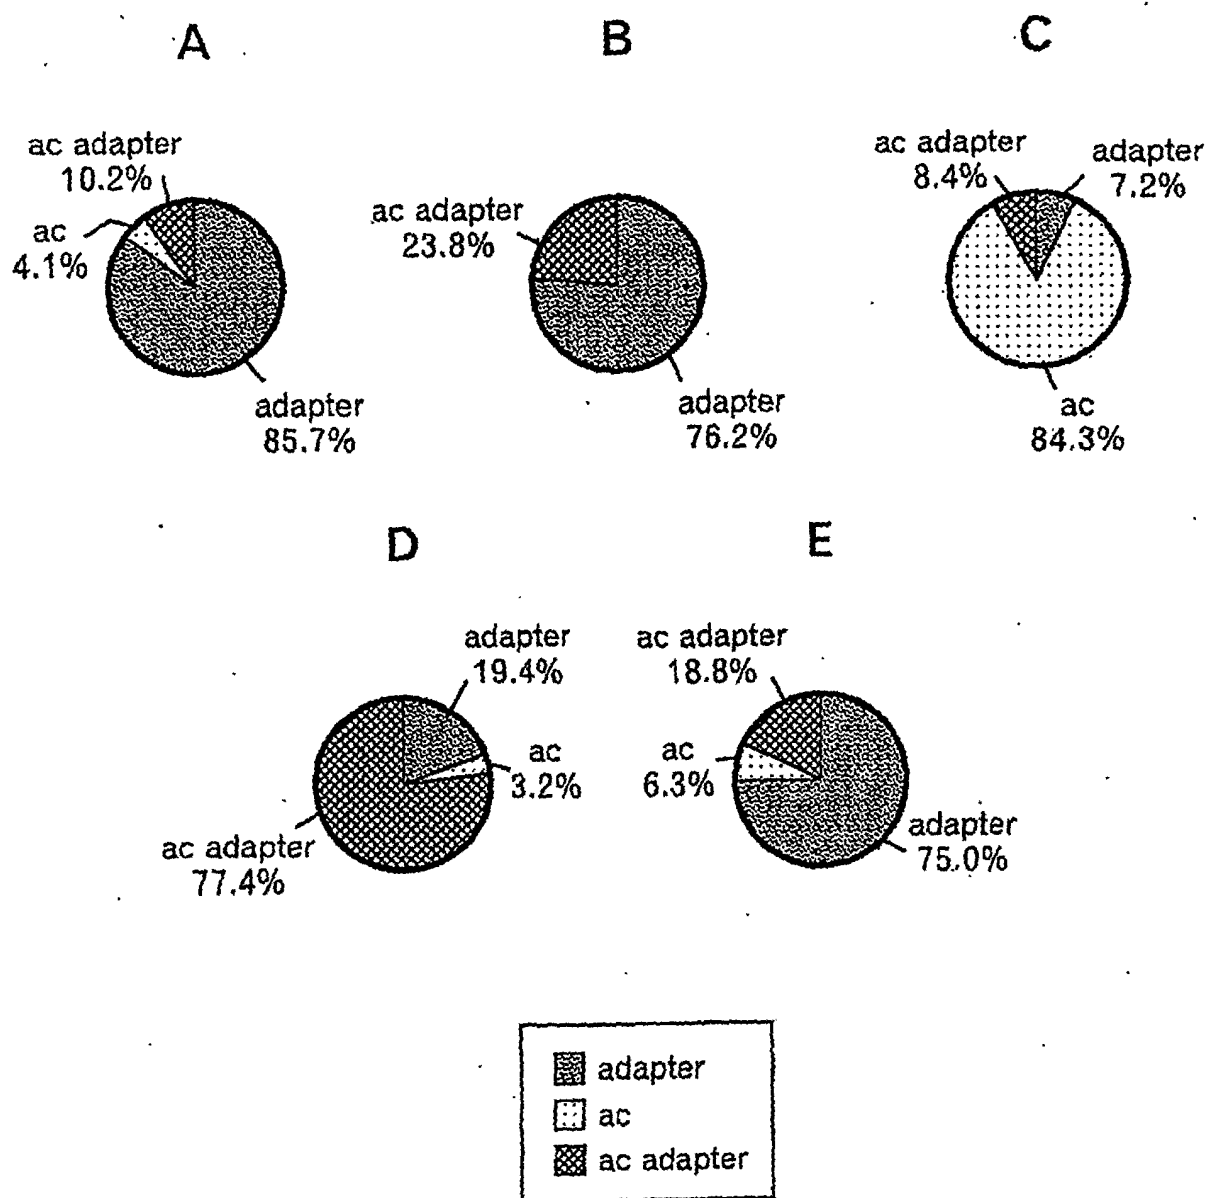 A
B
C
ac adapter
10.2%
ac
4.1%
adapter
85.7%
ac adapter
23.8%
adapter
76.2%
ac adapter
8.4%
adapter
7.2%
ac
84.3%
D
E
adapter
19.4%
ac
3.2%
ac adapter
77.4%
ac adapter
18.8%
ac
6.3%
adapter
75.0%
adapter
ac
ac adapter